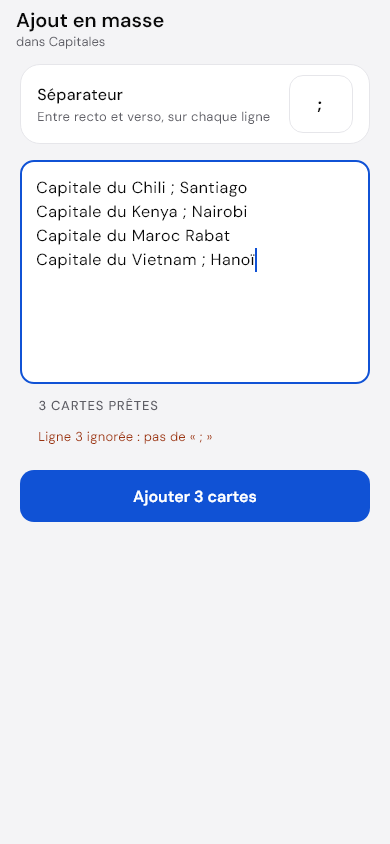 Ajout en masse
dans Capitales
Séparateur
Entre recto et verso, sur chaque ligne
;
Capitale du Chili ; Santiago
Capitale du Kenya ; Nairobi
Capitale du Maroc Rabat
Capitale du Vietnam ; Hanoï
3 CARTES PRÊTES
Ligne 3 ignorée : pas de « ; »
Ajouter 3 cartes